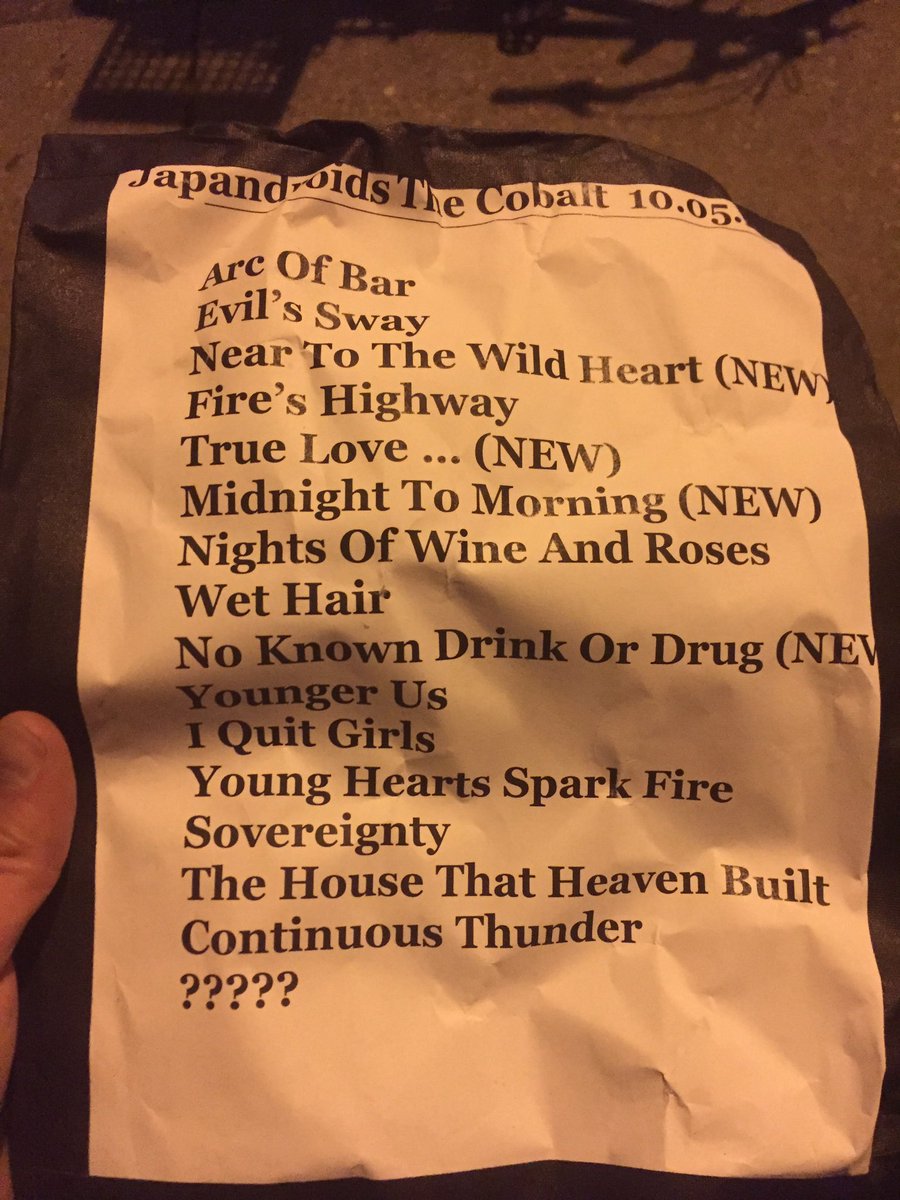 Japandroids The Cobalt 10.05.
Arc Of Bar
Evil's Sway
Near To The Wild Heart (NEW)
Fire's Highway
True Love ... (NEW)
Midnight To Morning (NEW)
Nights Of Wine And Roses
Wet Hair
No Known Drink Or Drug (NEW
Younger Us
I Quit Girls
Young Hearts Spark Fire
Sovereignty
The House That Heaven Built
Continuous Thunder
?????